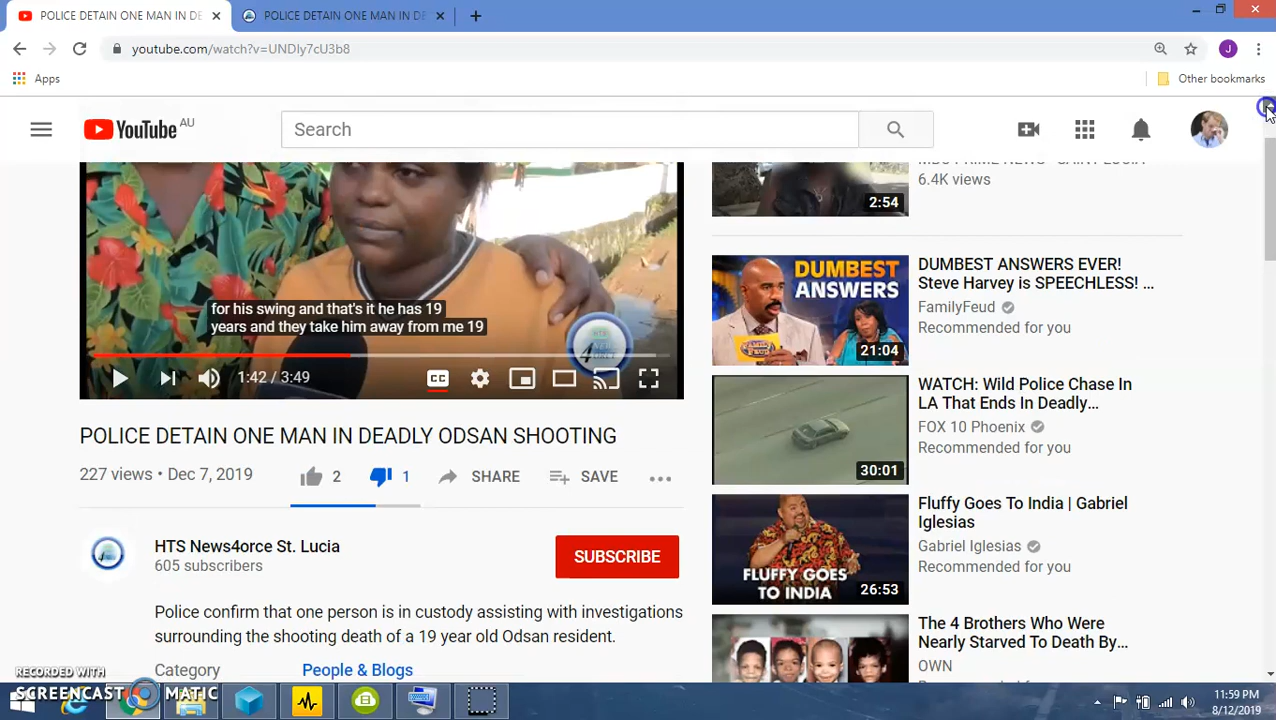 POLICE DETAIN ONE MAN IN DE
POLICE DETAIN ONE MAN IN DE
youtube.com/watch?v=UNDly7cU3b8
J
Apps
Other bookmarks
YouTube AU
Search
for his swing and that's it he has 19
years and they take him away from me 19
4
1:42 / 3:49
CC
POLICE DETAIN ONE MAN IN DEADLY ODSAN SHOOTING
227 views • Dec 7, 2019
2
1
SHARE
SAVE
HTS News4orce St. Lucia
605 subscribers
SUBSCRIBE
Police confirm that one person is in custody assisting with investigations
surrounding the shooting death of a 19 year old Odsan resident.
Category
People & Blogs
6.4K views
2:54
DUMBEST
ANSWERS
21:04
DUMBEST ANSWERS EVER!
Steve Harvey is SPEECHLESS! ...
FamilyFeud
Recommended for you
30:01
WATCH: Wild Police Chase In
LA That Ends In Deadly...
FOX 10 Phoenix
Recommended for you
FLUFFY GOES
TO INDIA
26:53
Fluffy Goes To India | Gabriel
Iglesias
Gabriel Iglesias
Recommended for you
The 4 Brothers Who Were
Nearly Starved To Death By...
OWN
RECORDED WITH
SCREENCAST MATIC
11:59 PM
8/12/2019